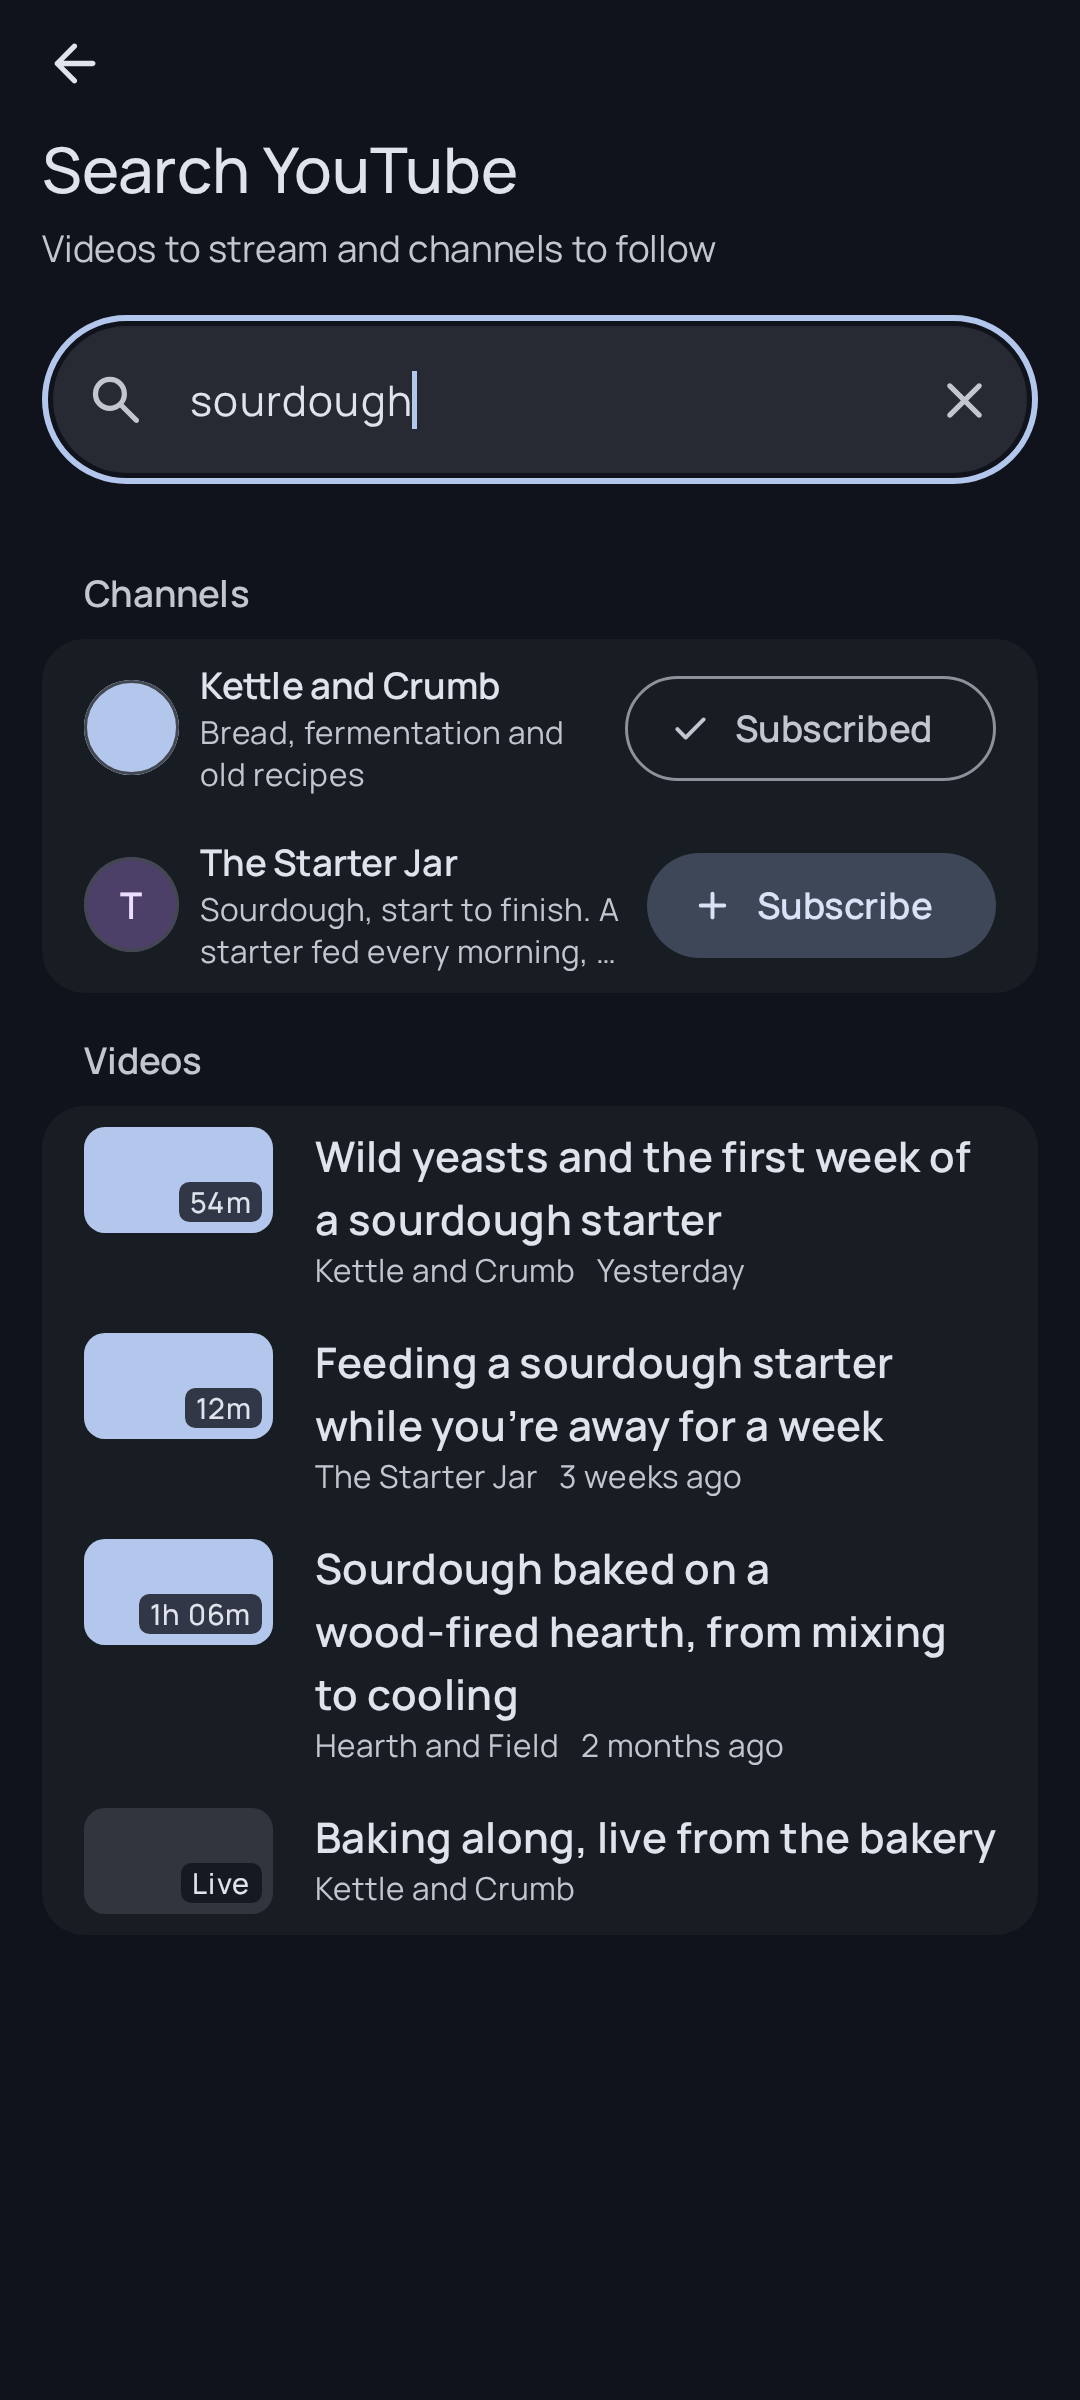 Search YouTube
Videos to stream and channels to follow
sourdough
Channels
Kettle and Crumb
Bread, fermentation and
old recipes
Subscribed
The Starter Jar
T
Sourdough, start to finish. A
starter fed every morning, …
Subscribe
Videos
54m
Wild yeasts and the first week of
a sourdough starter
Kettle and Crumb Yesterday
12m
Feeding a sourdough starter
while you’re away for a week
The Starter Jar 3 weeks ago
1h 06m
Sourdough baked on a
wood-fired hearth, from mixing
to cooling
Hearth and Field 2 months ago
Live
Baking along, live from the bakery
Kettle and Crumb